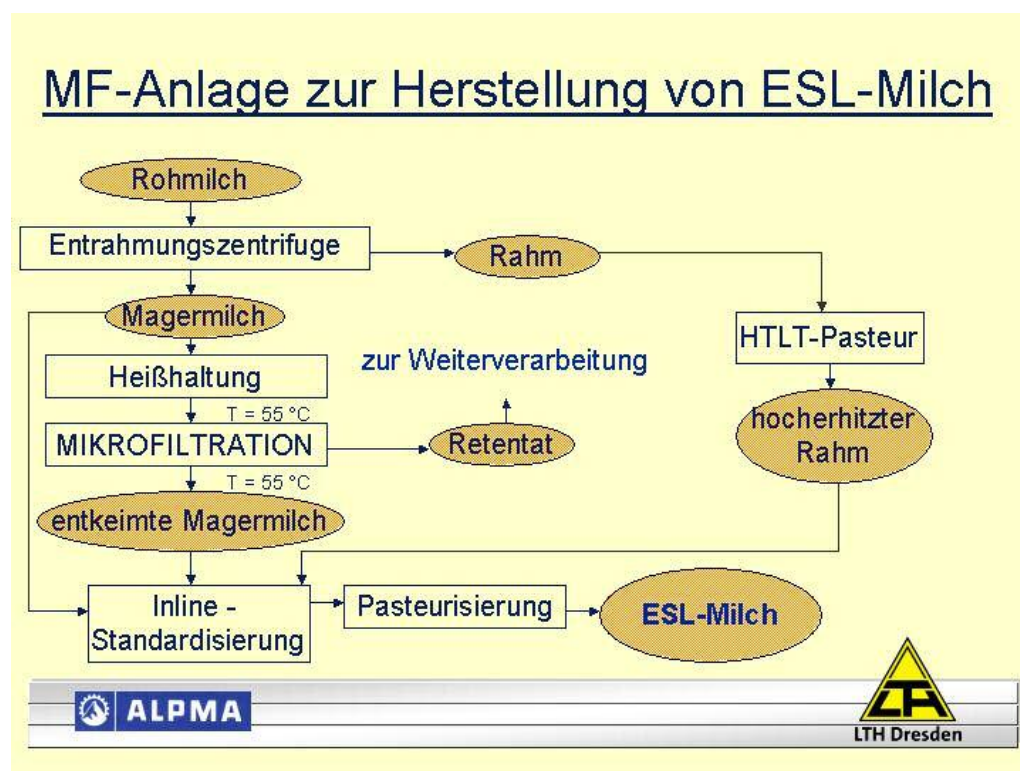 MF-Anlage zur Herstellung von ESL-Milch
Rohmilch
Entrahmungszentrifuge
Rahm
Magermilch
HTLT-Pasteur
Heißhaltung
zur Weiterverarbeitung
T = 55 °C
MIKROFILTRATION
Retentat
hocherhitzter
Rahm
T = 55 °C
entkeimte Magermilch
Inline -
Standardisierung
Pasteurisierung
ESL-Milch
ALPMA
LTH
LTH Dresden